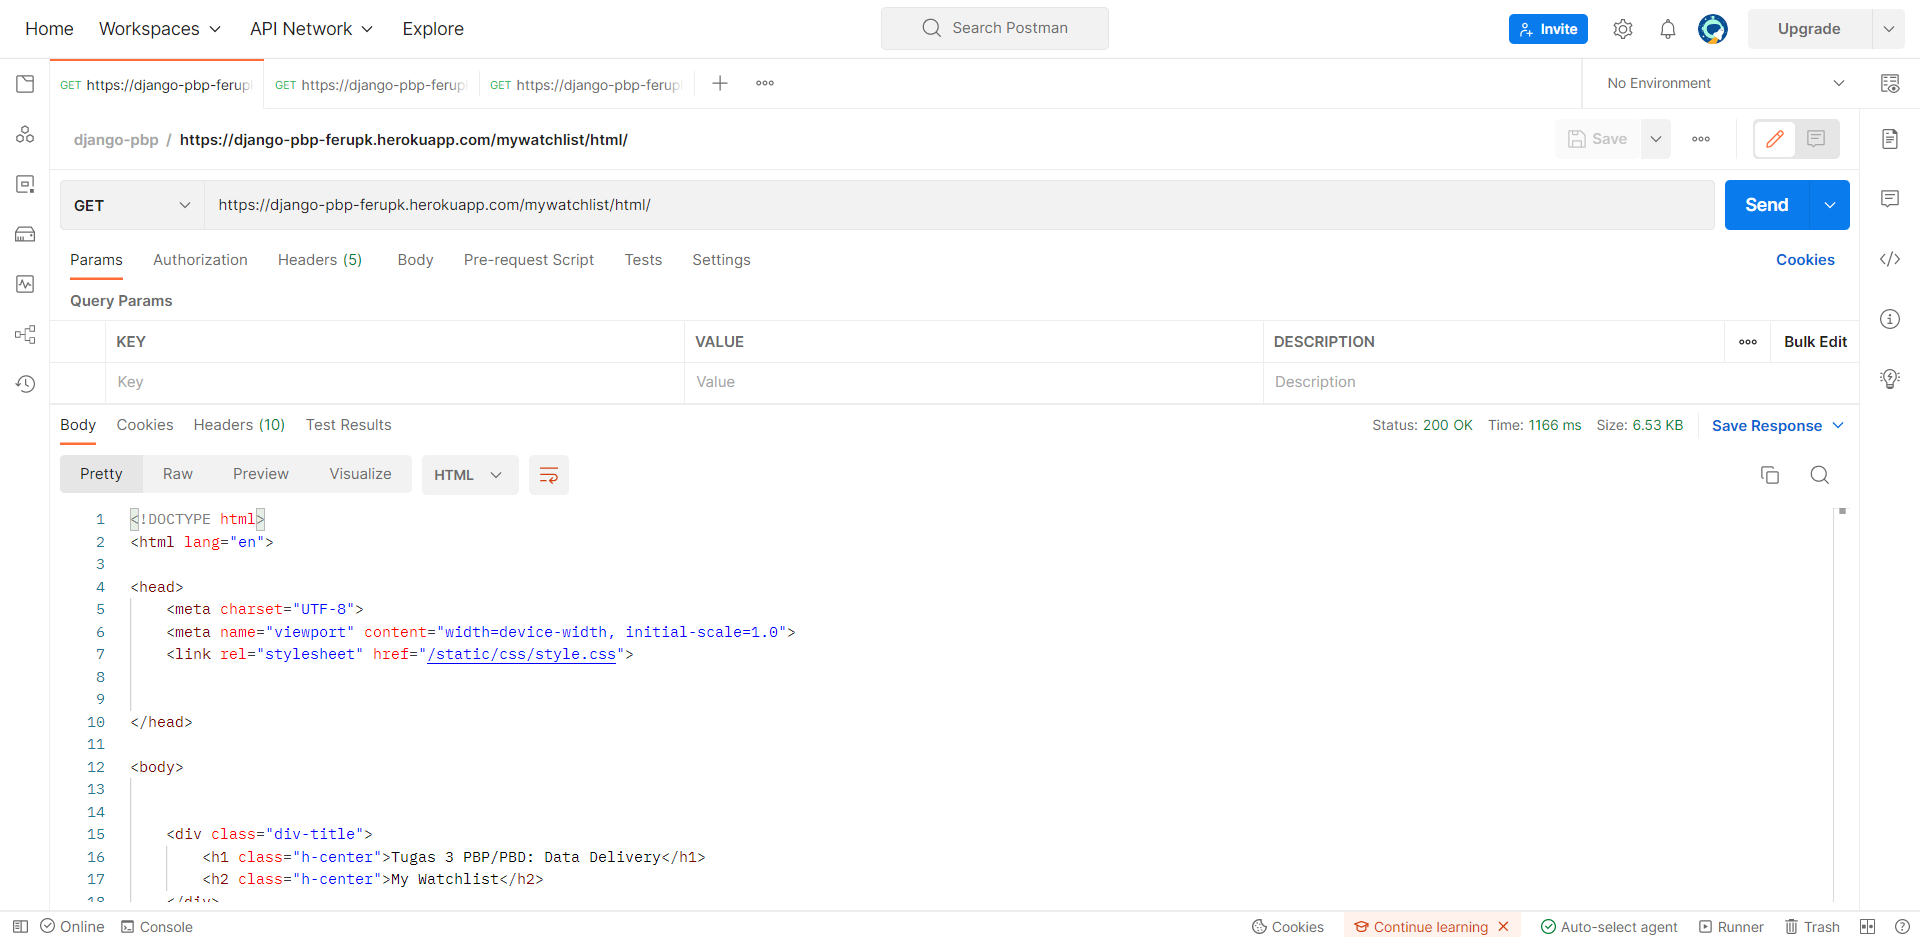 Home Workspaces API Network Explore Search Postman Invite Upgrade
GET https://django-pbp-ferup GET https://django-pbp-ferup GET https://django-pbp-ferup No Environment
django-pbp / https://django-pbp-ferupk.herokuapp.com/mywatchlist/html/ Save
GET https://django-pbp-ferupk.herokuapp.com/mywatchlist/html/ Send
Params Authorization Headers (5) Body Pre-request Script Tests Settings Cookies
Query Params
KEY VALUE DESCRIPTION Bulk Edit
Key Value Description
Body Cookies Headers (10) Test Results Status: 200 OK Time: 1166 ms Size: 6.53 KB Save Response
Pretty Raw Preview Visualize HTML
1 <!DOCTYPE html>
2 <html lang="en">
3
4 <head>
5 <meta charset="UTF-8">
6 <meta name="viewport" content="width=device-width, initial-scale=1.0">
7 <link rel="stylesheet" href="/static/css/style.css">
8
9
10 </head>
11
12 <body>
13
14
15 <div class="div-title">
16 <h1 class="h-center">Tugas 3 PBP/PBD: Data Delivery</h1>
17 <h2 class="h-center">My Watchlist</h2>
18 </div>
Online Console Cookies Continue learning Auto-select agent Runner Trash